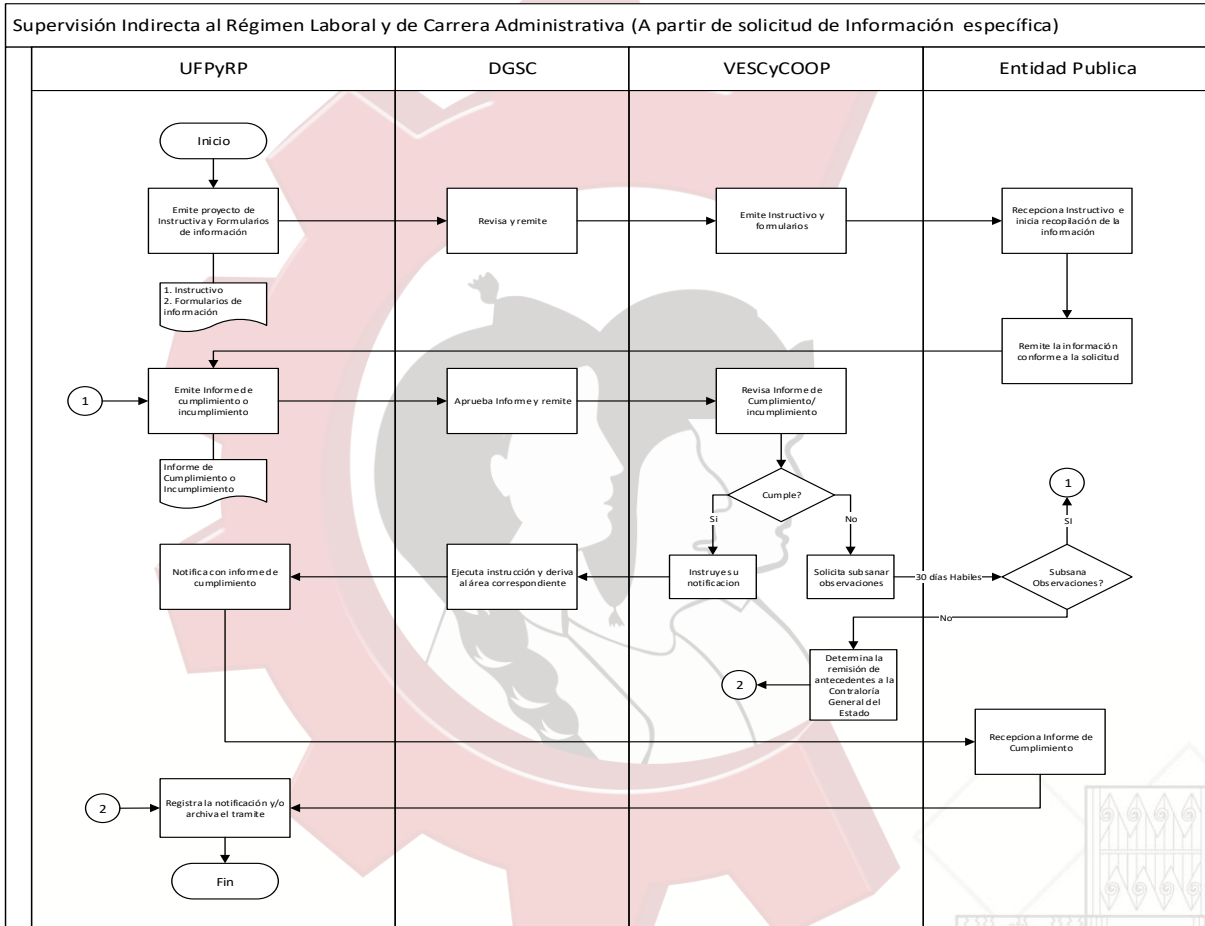 Supervisión Indirecta al Régimen Laboral y de Carrera Administrativa (A partir de solicitud de Información específica)
UFPyRP
DGSC
VESCyCOOP
Entidad Publica
Inicio
Emite proyecto de
Instructiva y Formularios
de información
Revisa y remite
Emite Instructivo y
formularios
Recepciona Instructivo e
inicia recopilación de la
información
1. Instructivo
2. Formularios de
información
Remite la información
conforme a la solicitud
1
Emite Informe de
cumplimiento o
incumplimiento
Aprueba Informe y remite
Revisa Informe de
Cumplimiento/
incumplimiento
Informe de
Cumplimiento o
Incumplimiento
Cumple?
1
Si
No
SI
Notifica con informe de
cumplimiento
Ejecuta instrucción y deriva
al área correspondiente
Instruye su
notificacion
Solicita subsanar
observaciones
30 días Habiles
Subsana
Observaciones?
No
Determina la
remisión de
antecedentes a la
Contraloría
General del
Estado
2
Recepciona Informe de
Cumplimiento
2
Registra la notificación y/o
archiva el tramite
Fin